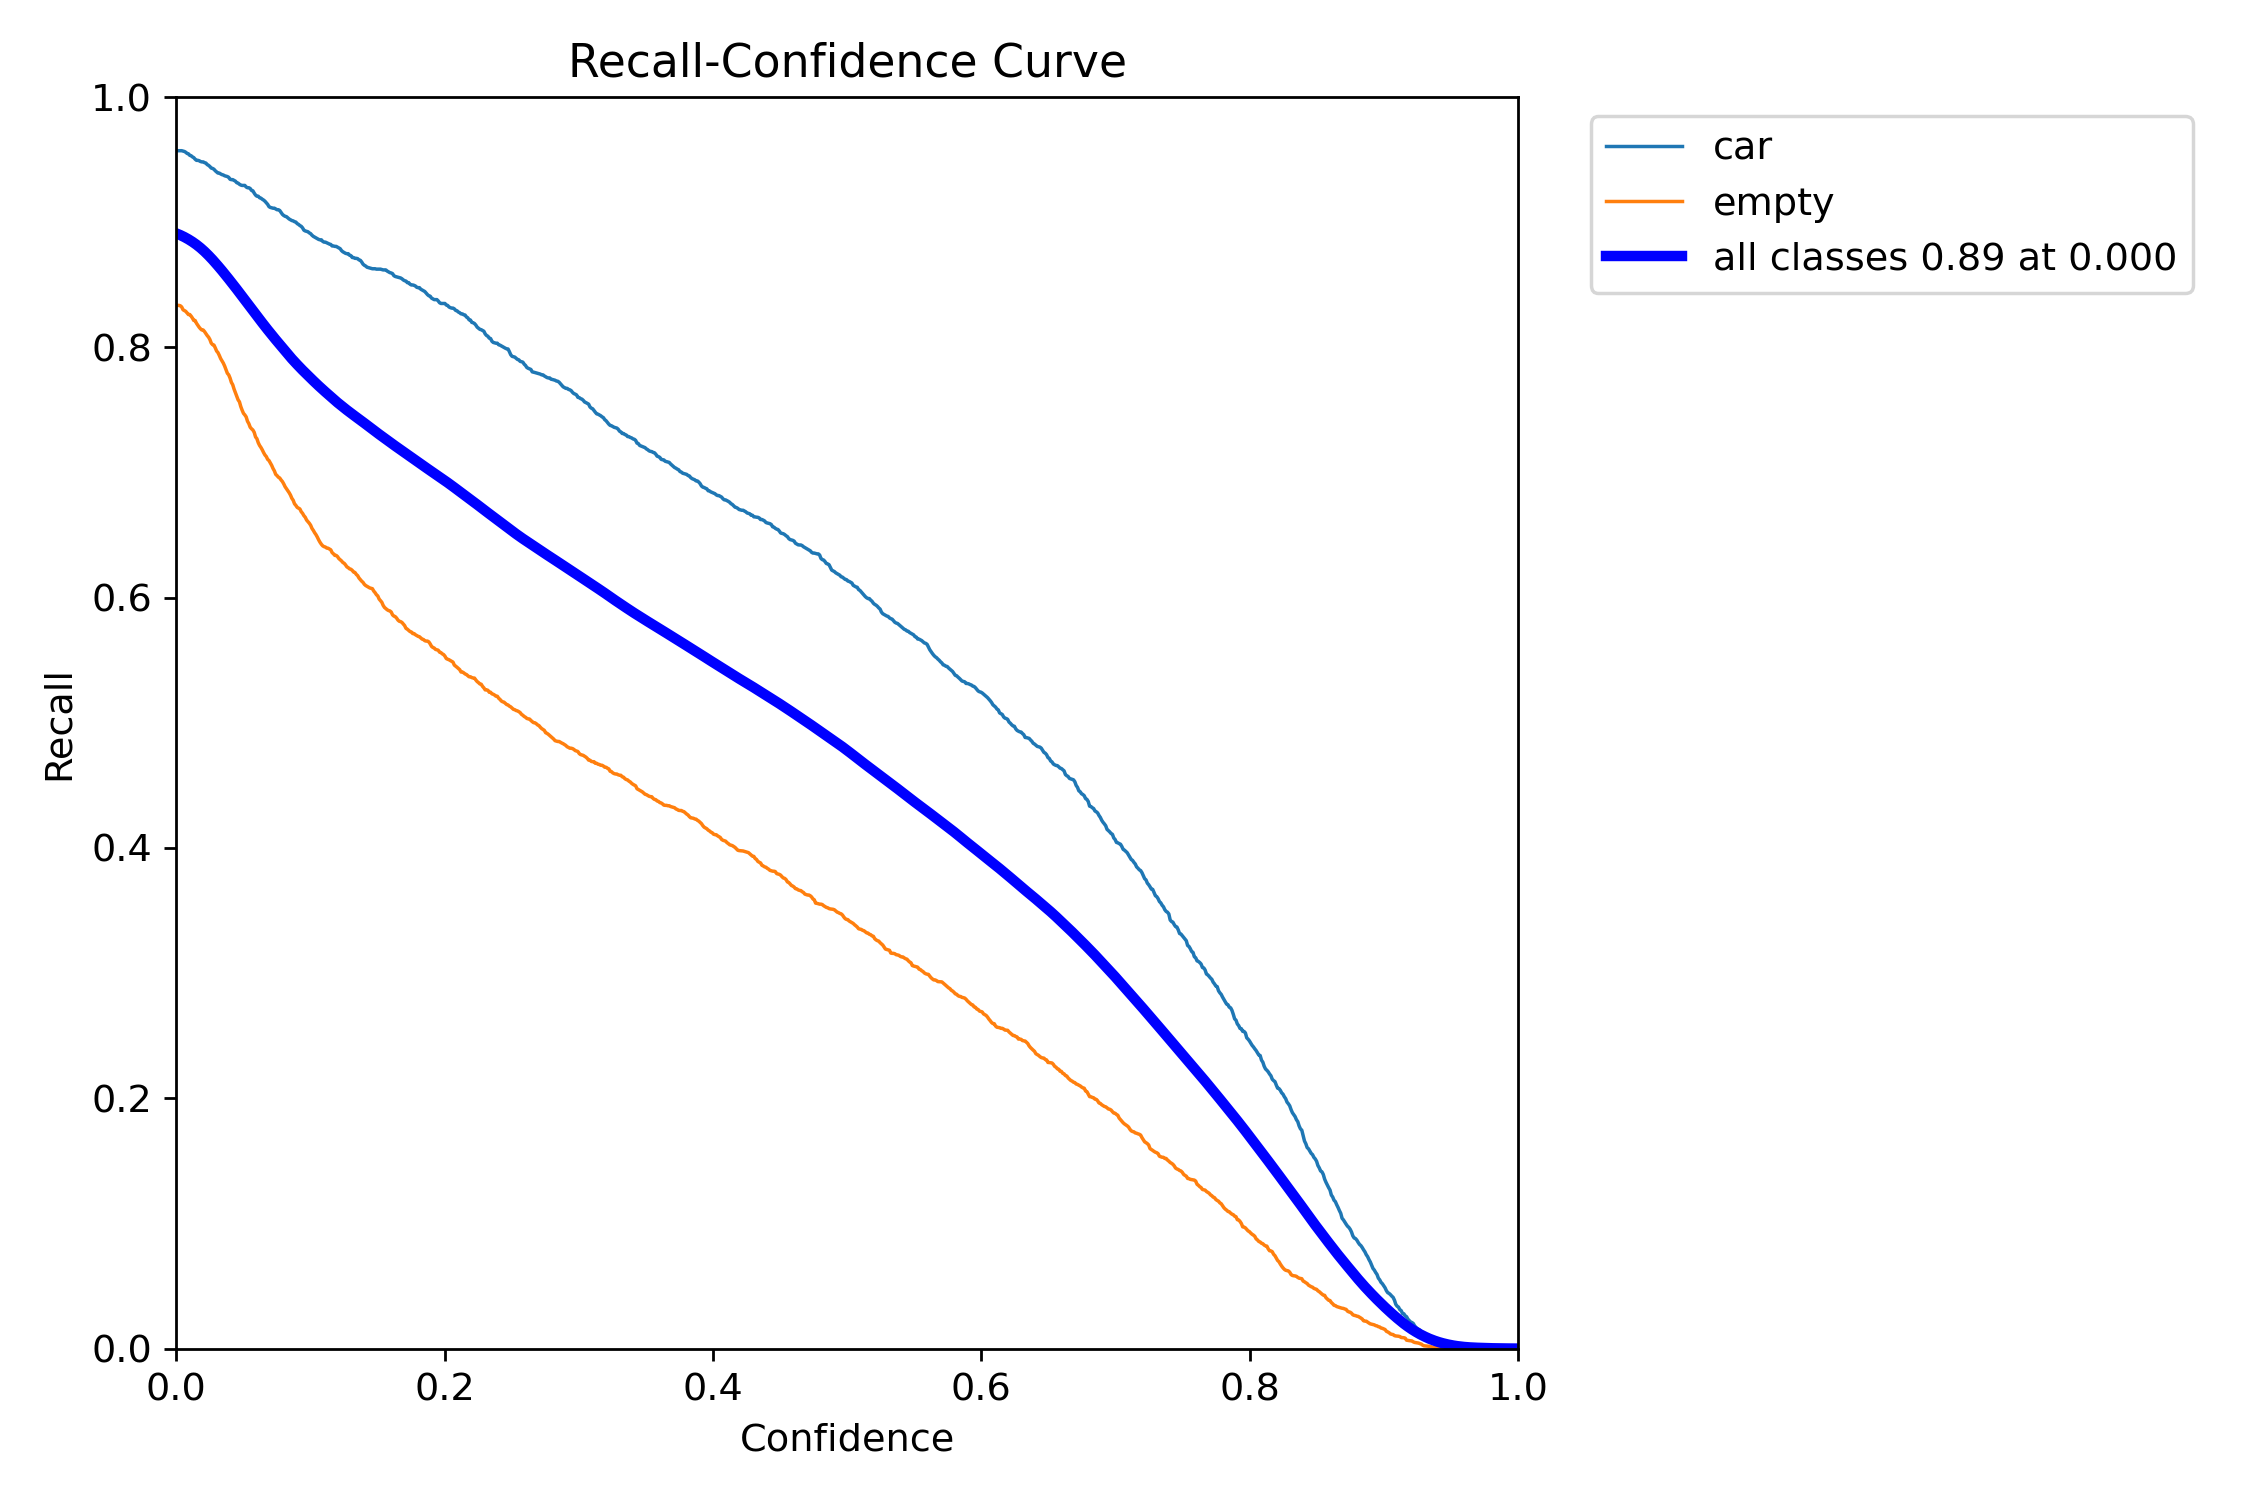 Recall-Confidence Curve
1.0
0.8
0.6
0.4
0.2
0.0
Recall
0.0 0.2 0.4 0.6 0.8 1.0
Confidence
car
empty
all classes 0.89 at 0.000